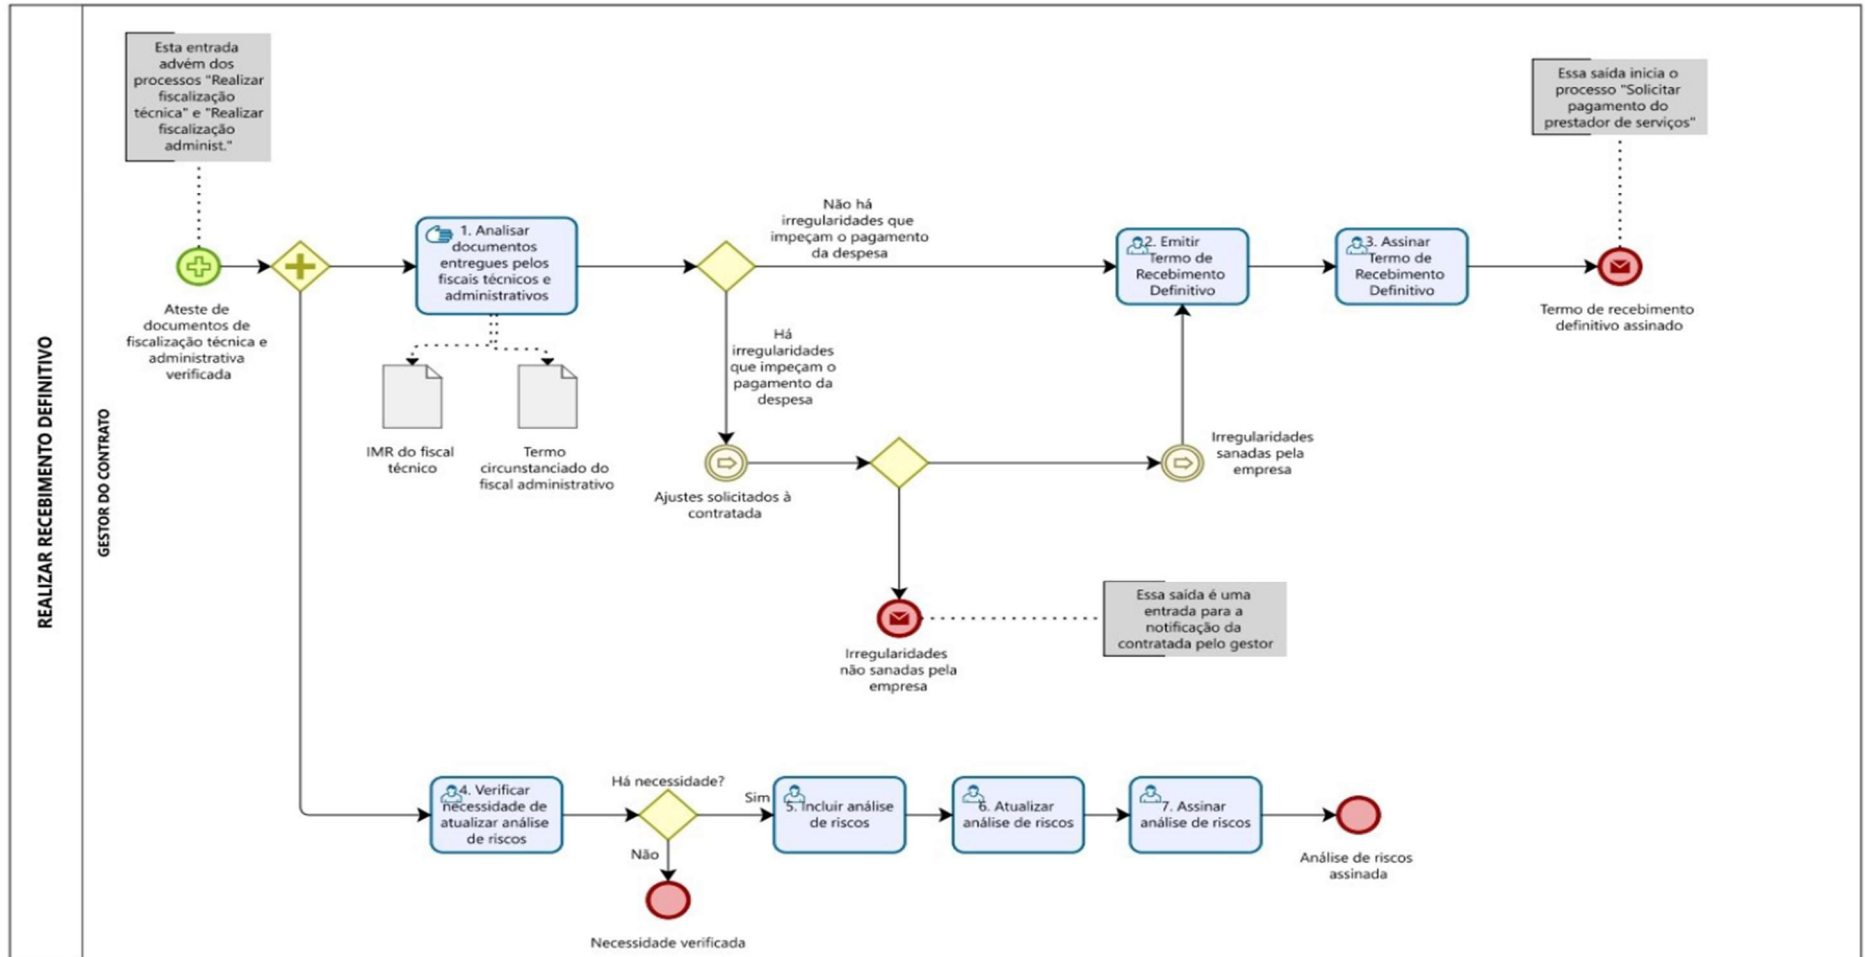 REALIZAR RECEBIMENTO DEFINITIVO
GESTOR DO CONTRATO
Esta entrada
advém dos
processos "Realizar
fiscalização
técnica" e "Realizar
fiscalização
administ."
Ateste de
documentos de
fiscalização técnica e
administrativa
verificada
1. Analisar
documentos
entregues pelos
fiscais técnicos e
administrativos
IMR do fiscal
técnico
Termo
circunstanciado do
fiscal administrativo
Não há
irregularidades que
impeçam o pagamento
da despesa
Há
irregularidades
que impeçam o
pagamento da
despesa
Ajustes solicitados à
contratada
Irregularidades
sanadas pela
empresa
2. Emitir
Termo de
Recebimento
Definitivo
3. Assinar
Termo de
Recebimento
Definitivo
Essa saída inicia o
processo "Solicitar
pagamento do
prestador de serviços"
Termo de recebimento
definitivo assinado
Irregularidades
não sanadas pela
empresa
Essa saída é uma
entrada para a
notificação da
contratada pelo gestor
4. Verificar
necessidade de
atualizar análise
de riscos
Há necessidade?
Sim
Não
Necessidade verificada
5. Incluir análise
de riscos
6. Atualizar
análise de riscos
7. Assinar
análise de riscos
Análise de riscos
assinada